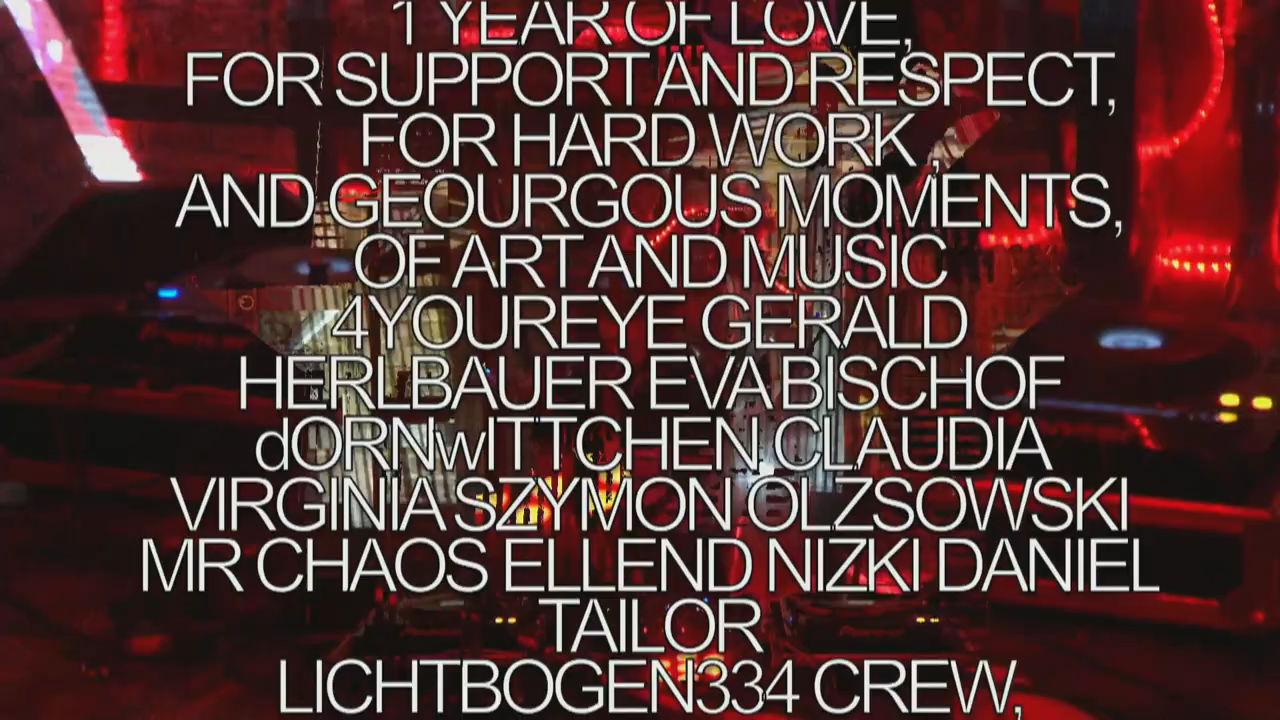 1 YEAR OF LOVE,
FOR SUPPORT AND RESPECT,
FOR HARD WORK ,
AND GEOURGOUS MOMENTS,
OF ART AND MUSIC
4YOUREYE GERALD
HERLBAUER EVA BISCHOF
dORNwITTCHEN CLAUDIA
VIRGINIA SZYMON OLZSOWSKI
MR CHAOS ELLEND NIZKI DANIEL
TAILOR
LICHTBOGEN334 CREW,